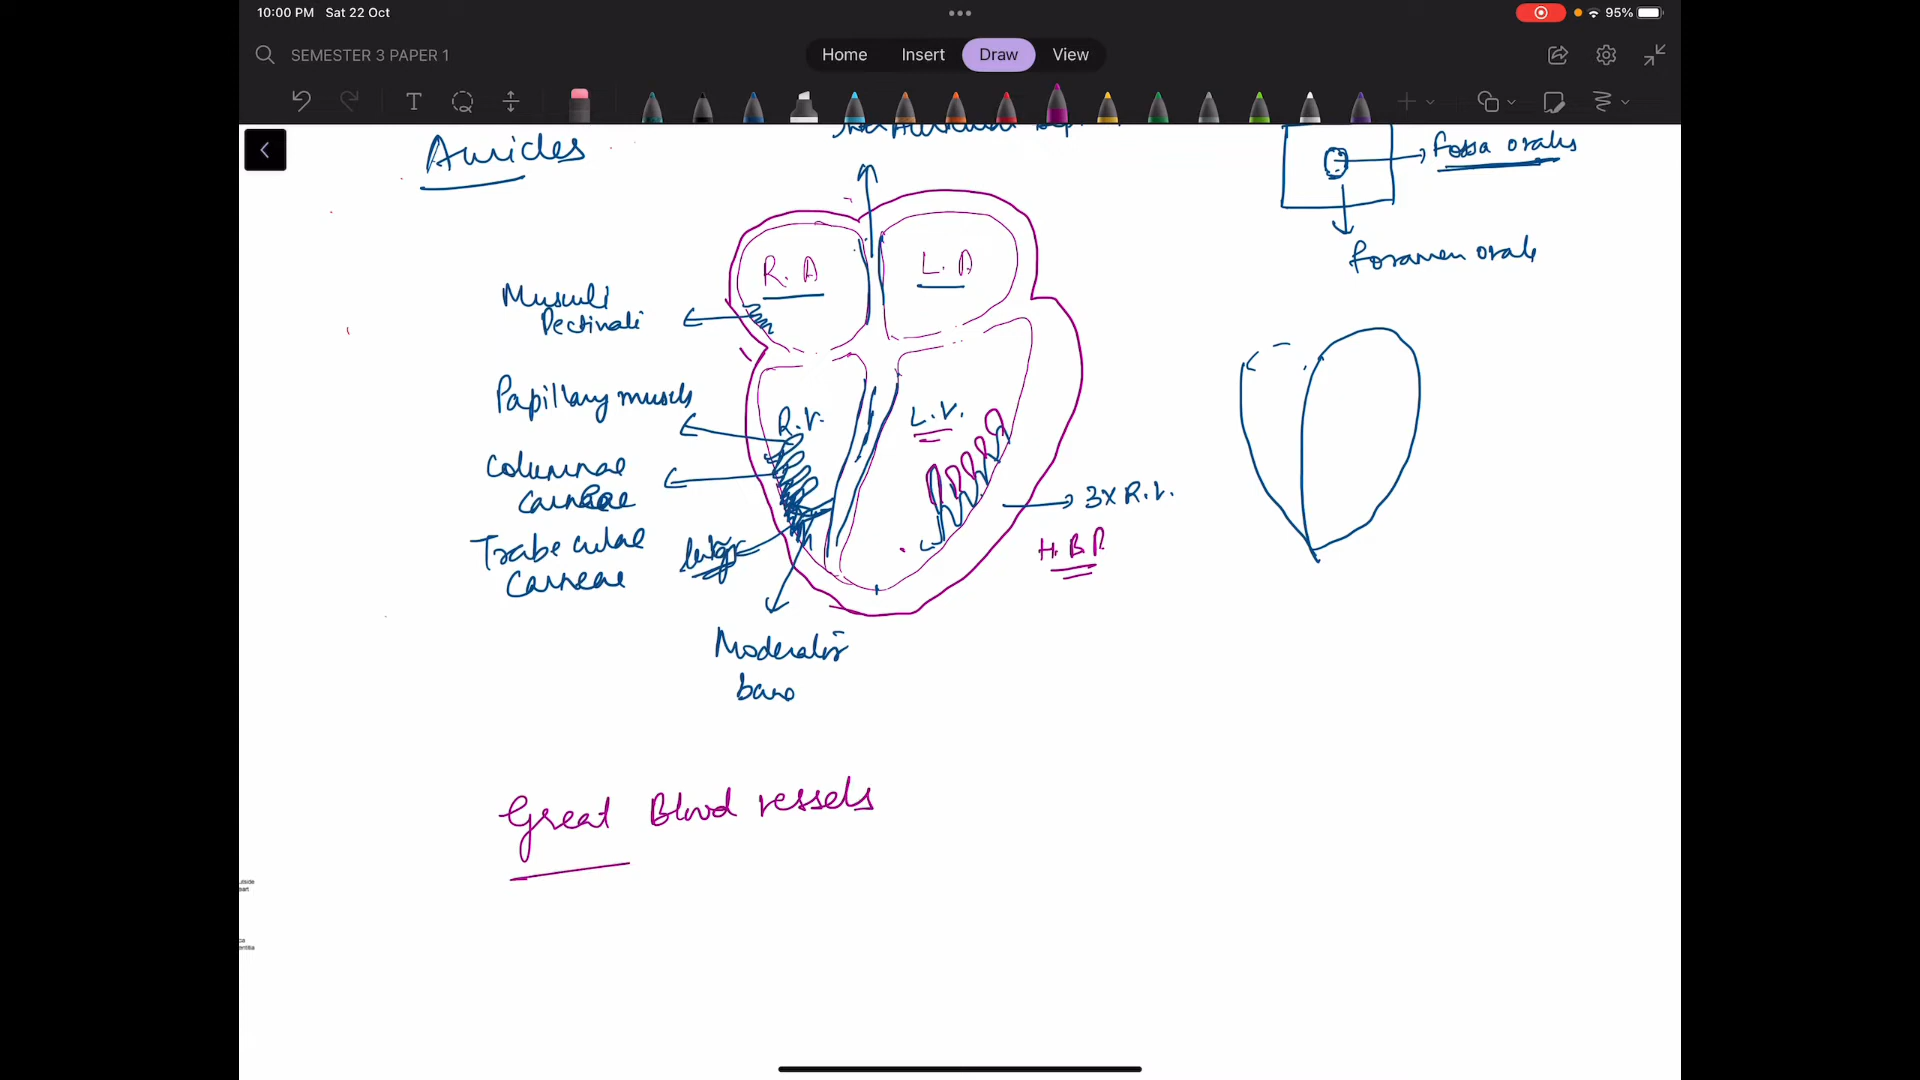 10:00 PM Sat 22 Oct
95%
SEMESTER 3 PAPER 1
Home Insert Draw View
Auricles
Fossa ovalis
foramen ovale
R.A
L.A
Musculi
Pectinati
Papillary muscls
R.V.
L.V.
Columnae
Carneae
3X R.V.
H.B.P
Trabeculae
Carneae
Moderator
band
Great Blood vessels